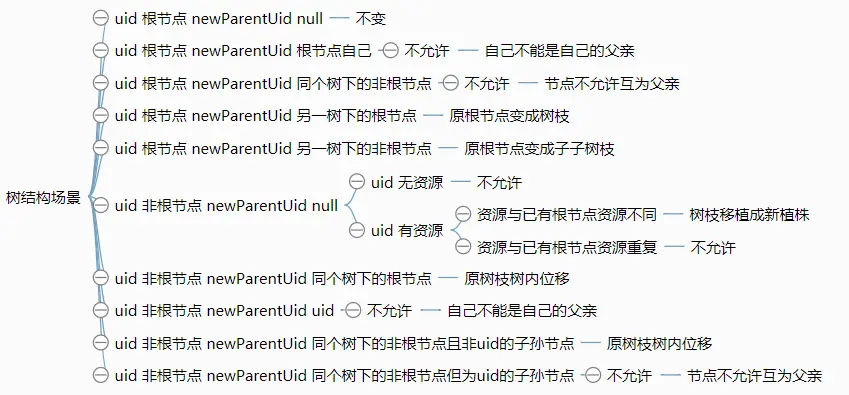 uid 根节点 newParentUid null 不变
uid 根节点 newParentUid 根节点自己 不允许 自己不能是自己的父亲
uid 根节点 newParentUid 同个树下的非根节点 不允许 节点不允许互为父亲
uid 根节点 newParentUid 另一树下的根节点 原根节点变成树枝
uid 根节点 newParentUid 另一树下的非根节点 原根节点变成子子树枝
树结构场景
uid 非根节点 newParentUid null
uid 无资源 不允许
uid 有资源
资源与已有根节点资源不同 树枝移植成新植株
资源与已有根节点资源重复 不允许
uid 非根节点 newParentUid 同个树下的根节点 原树枝树内位移
uid 非根节点 newParentUid uid 不允许 自己不能是自己的父亲
uid 非根节点 newParentUid 同个树下的非根节点且非uid的子孙节点 原树枝树内位移
uid 非根节点 newParentUid 同个树下的非根节点但为uid的子孙节点 不允许 节点不允许互为父亲